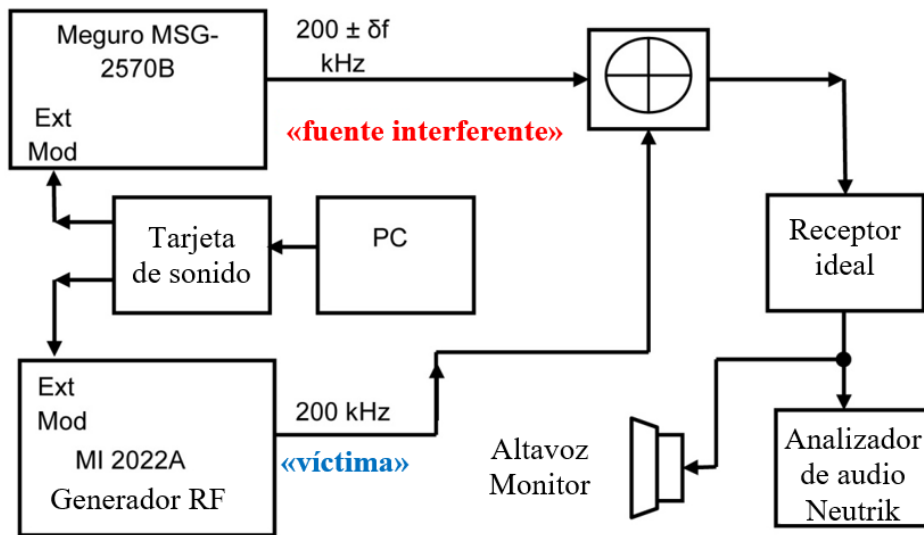 Meguro MSG-
2570B
Ext
Mod
200 ± δf
kHz
«fuente interferente»
Tarjeta
de sonido
PC
Receptor
ideal
Ext
Mod
MI 2022A
Generador RF
200 kHz
«víctima»
Altavoz
Monitor
Analizador
de audio
Neutrik